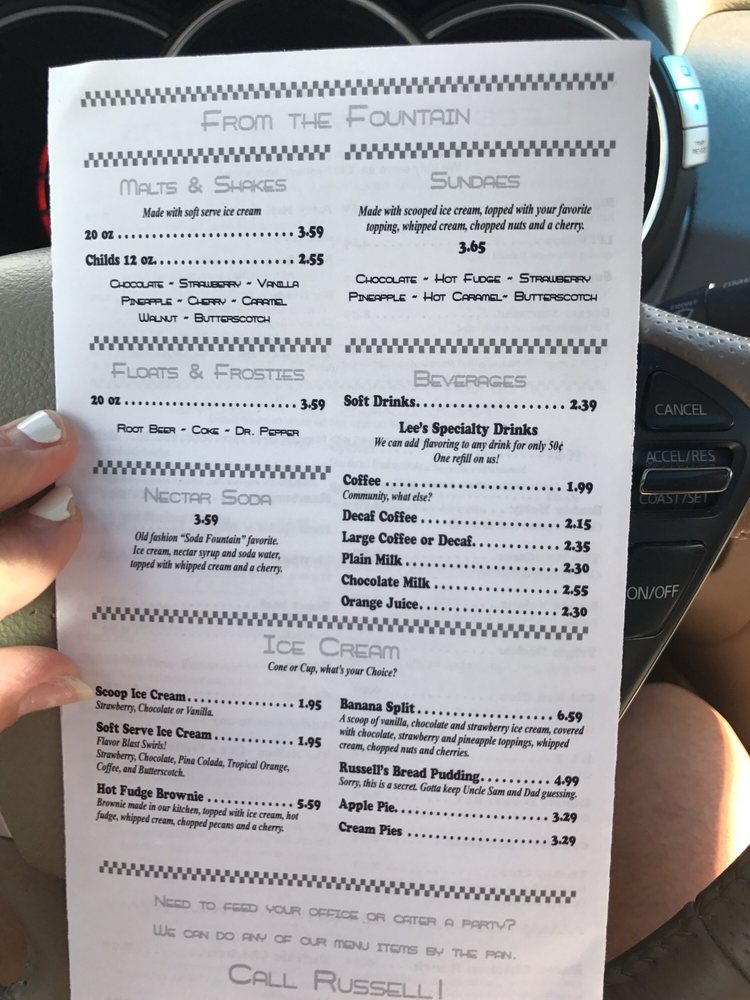 From the Fountain
Malts & Shakes
Made with soft serve ice cream
20 oz ........................ 3.59
Childs 12 oz. ................ 2.55
Chocolate ~ Strawberry ~ Vanilla
Pineapple ~ Cherry ~ Caramel
Walnut ~ Butterscotch
Sundaes
Made with scooped ice cream, topped with your favorite
topping, whipped cream, chopped nuts and a cherry.
3.65
Chocolate ~ Hot Fudge ~ Strawberry
Pineapple ~ Hot Caramel~ Butterscotch
Floats & Frosties
20 oz ........................ 3.59
Root Beer ~ Coke ~ Dr. Pepper
Nectar Soda
3.59
Old fashion "Soda Fountain" favorite.
Ice cream, nectar syrup and soda water,
topped with whipped cream and a cherry.
Beverages
Soft Drinks. ................. 2.39
Lee's Specialty Drinks
We can add flavoring to any drink for only 50¢
One refill on us!
Coffee ....................... 1.99
Community, what else?
Decaf Coffee ................. 2.15
Large Coffee or Decaf. ....... 2.35
Plain Milk ................... 2.30
Chocolate Milk ............... 2.55
Orange Juice. ................ 2.30
Ice Cream
Cone or Cup, what's your Choice?
Scoop Ice Cream. ............. 1.95
Strawberry, Chocolate or Vanilla.
Soft Serve Ice Cream ......... 1.95
Flavor Blast Swirls!
Strawberry, Chocolate, Pina Colada, Tropical Orange,
Coffee, and Butterscotch.
Hot Fudge Brownie ............ 5.59
Brownie made in our kitchen, topped with ice cream, hot
fudge, whipped cream, chopped pecans and a cherry.
Banana Split ................. 6.59
A scoop of vanilla, chocolate and strawberry ice cream, covered
with chocolate, strawberry and pineapple toppings, whipped
cream, chopped nuts and cherries.
Russell's Bread Pudding. ..... 4.99
Sorry, this is a secret. Gotta keep Uncle Sam and Dad guessing.
Apple Pie. ................... 3.29
Cream Pies ................... 3.29
Need to feed your office or cater a party?
We can do any of our menu items by the pan.
Call Russell!
CANCEL
ACCEL/RES
COAST/SET
ON/OFF